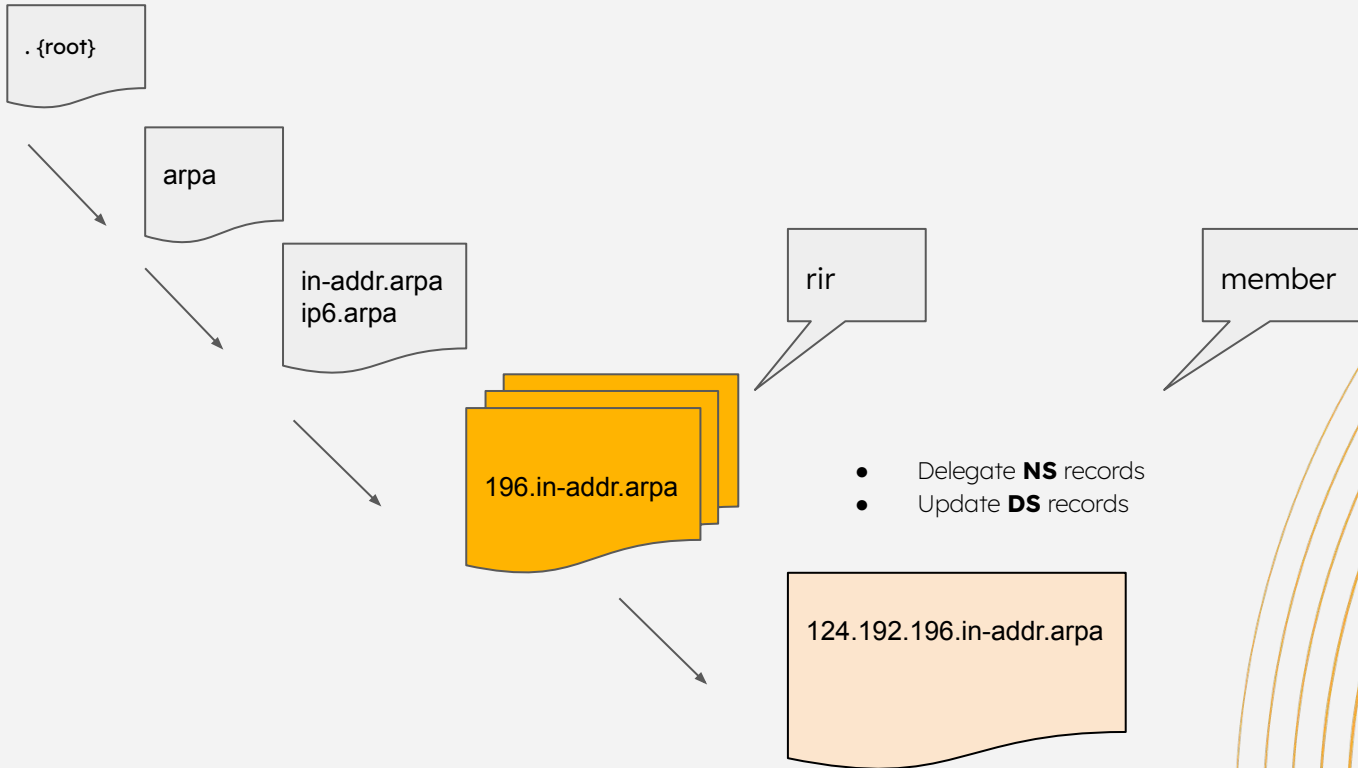 . {root}
arpa
in-addr.arpa
ip6.arpa
rir
member
196.in-addr.arpa
● Delegate NS records
● Update DS records
124.192.196.in-addr.arpa